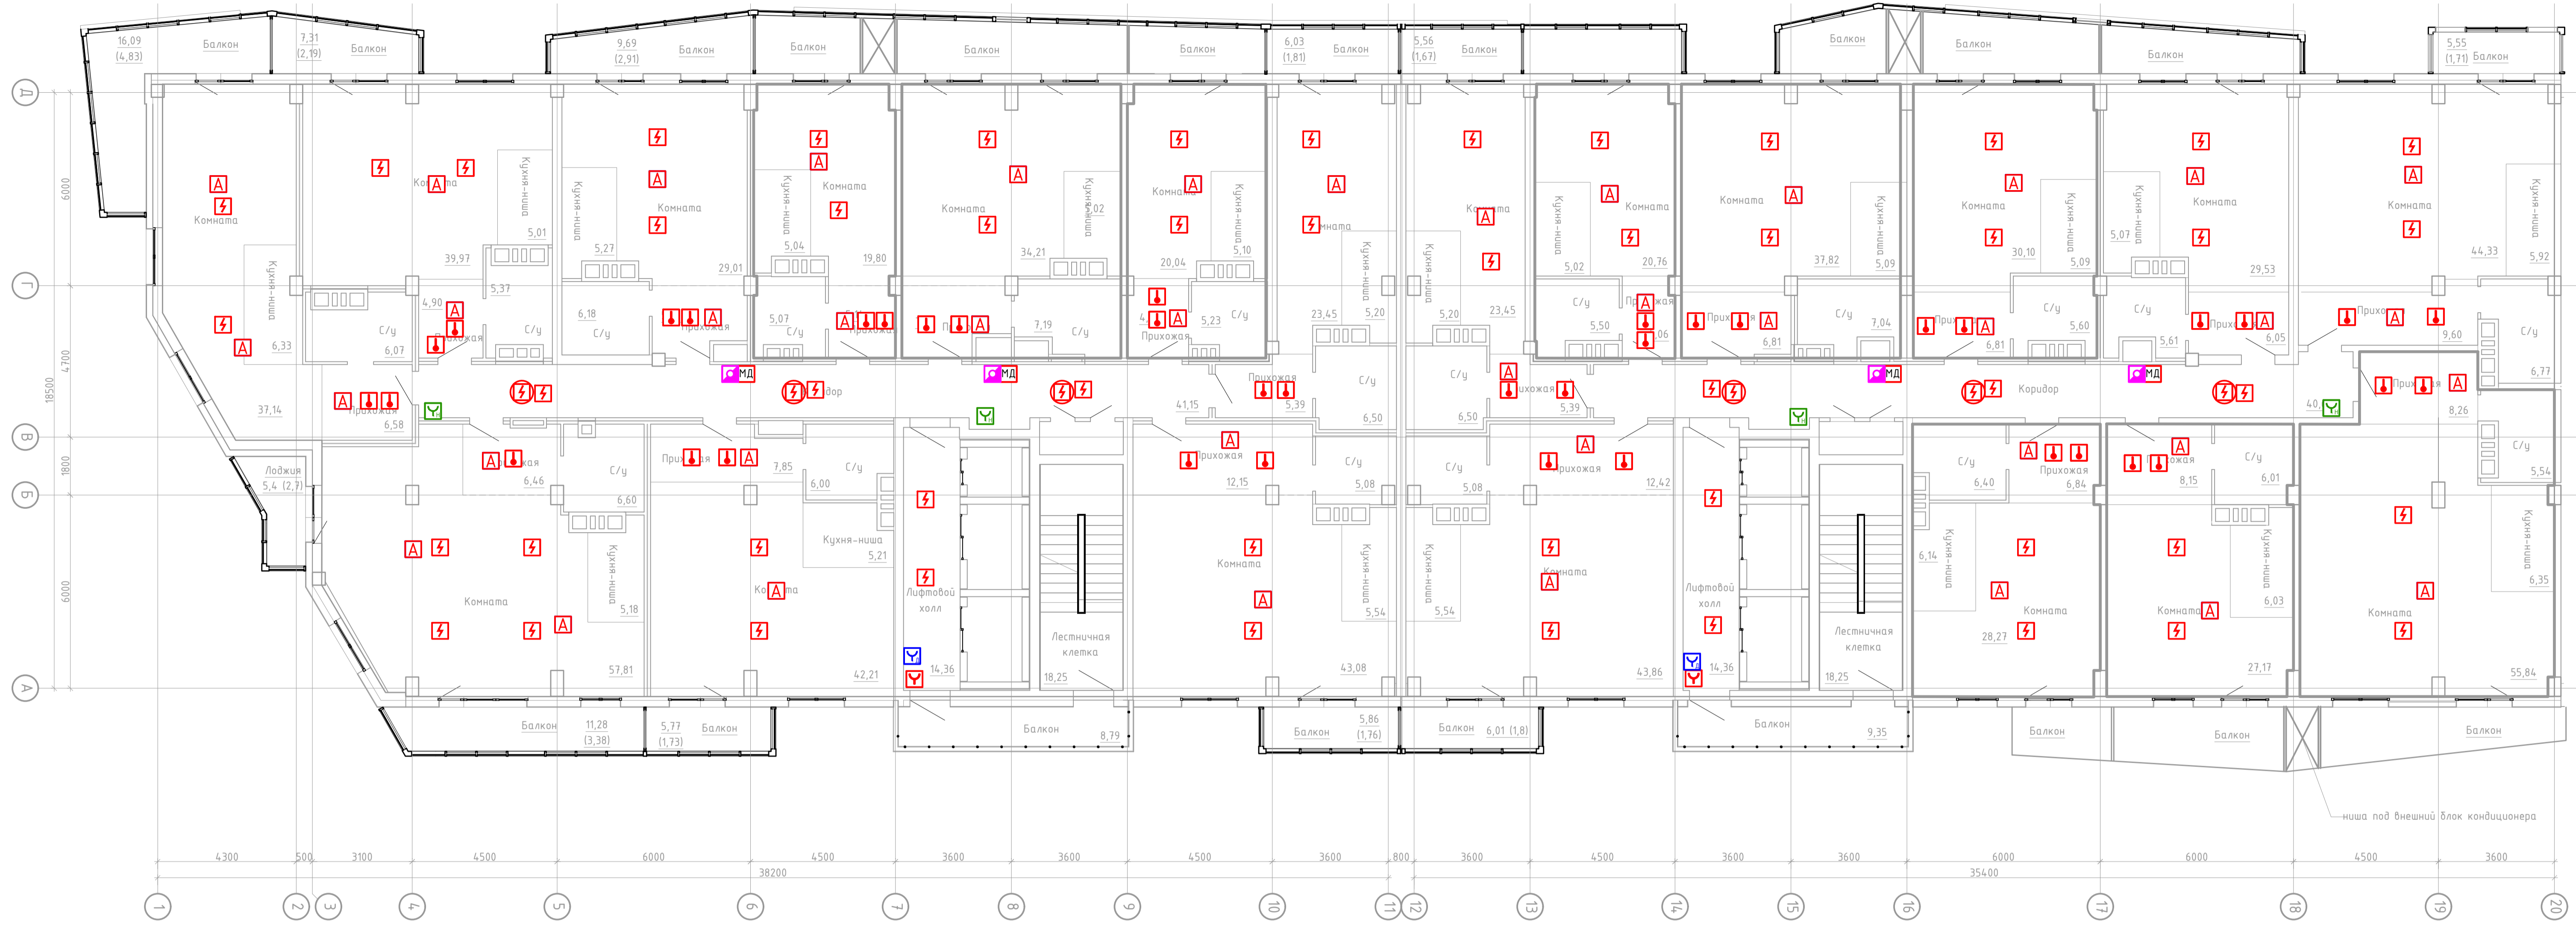 16,09
(4,83)
Балкон
7,31
(2,19)
Балкон
9,69
(2,91)
Балкон
Балкон
Балкон
Балкон
6,03
(1,81)
Балкон
5,56
(1,67)
Балкон
Балкон
Балкон
Балкон
5,55
(1,71)
Балкон
Д
Г
В
Б
А
6000
4700
1800
6000
18500
Комната
Кухня-ниша
37,14
Кухня-ниша
5,01
39,97
С/у
6,33
6,07
4,90
5,37
С/у
Прихожая
6,58
Кухня-ниша
5,27
Комната
29,01
6,18
С/у
Кухня-ниша
5,04
Комната
19,80
5,07
С/у
Комната
34,21
Кухня-ниша
7,19
С/у
20,04
Кухня-ниша
5,10
5,23
С/у
Прихожая
Кухня-ниша
23,45
5,20
41,15
Прихожая
5,39
С/у
6,50
Кухня-ниша
5,20
23,45
С/у
6,50
5,39
Кухня-ниша
5,02
Комната
20,76
С/у
5,50
Комната
37,82
Кухня-ниша
5,09
6,81
С/у
7,04
Комната
30,10
Кухня-ниша
5,09
6,81
С/у
5,60
Кухня-ниша
5,07
Комната
29,53
С/у
5,61
6,05
Комната
44,33
Кухня-ниша
5,92
9,60
С/у
6,77
МД
МД
МД
МД
Коридор
8,26
С/у
5,54
Лоджия
5,4 (2,7)
6,46
С/у
6,60
Комната
Кухня-ниша
5,18
57,81
7,85
С/у
6,00
Кухня-ниша
5,21
42,21
Лифтовой
холл
14,36
Лестничная
клетка
18,25
Прихожая
12,15
С/у
5,08
Комната
Кухня-ниша
5,54
43,08
С/у
5,08
Кухня-ниша
5,54
Прихожая
12,42
Комната
43,86
Лифтовой
холл
14,36
Лестничная
клетка
18,25
С/у
6,40
Прихожая
6,84
Кухня-ниша
6,14
Комната
28,27
8,15
С/у
6,01
Комната
Кухня-ниша
6,03
27,17
Комната
Кухня-ниша
6,35
55,84
Балкон
11,28
(3,38)
5,77
(1,73)
Балкон
Балкон
8,79
Балкон
5,86
(1,76)
Балкон
6,01 (1,8)
Балкон
9,35
Балкон
Балкон
Балкон
ниша под внешний блок кондиционера
4300
500
3100
4500
6000
4500
3600
3600
4500
3600
800
3600
4500
3600
3600
6000
6000
4500
3600
38200
35400
1
2
3
4
5
6
7
8
9
10
11
12
13
14
15
16
17
18
19
20